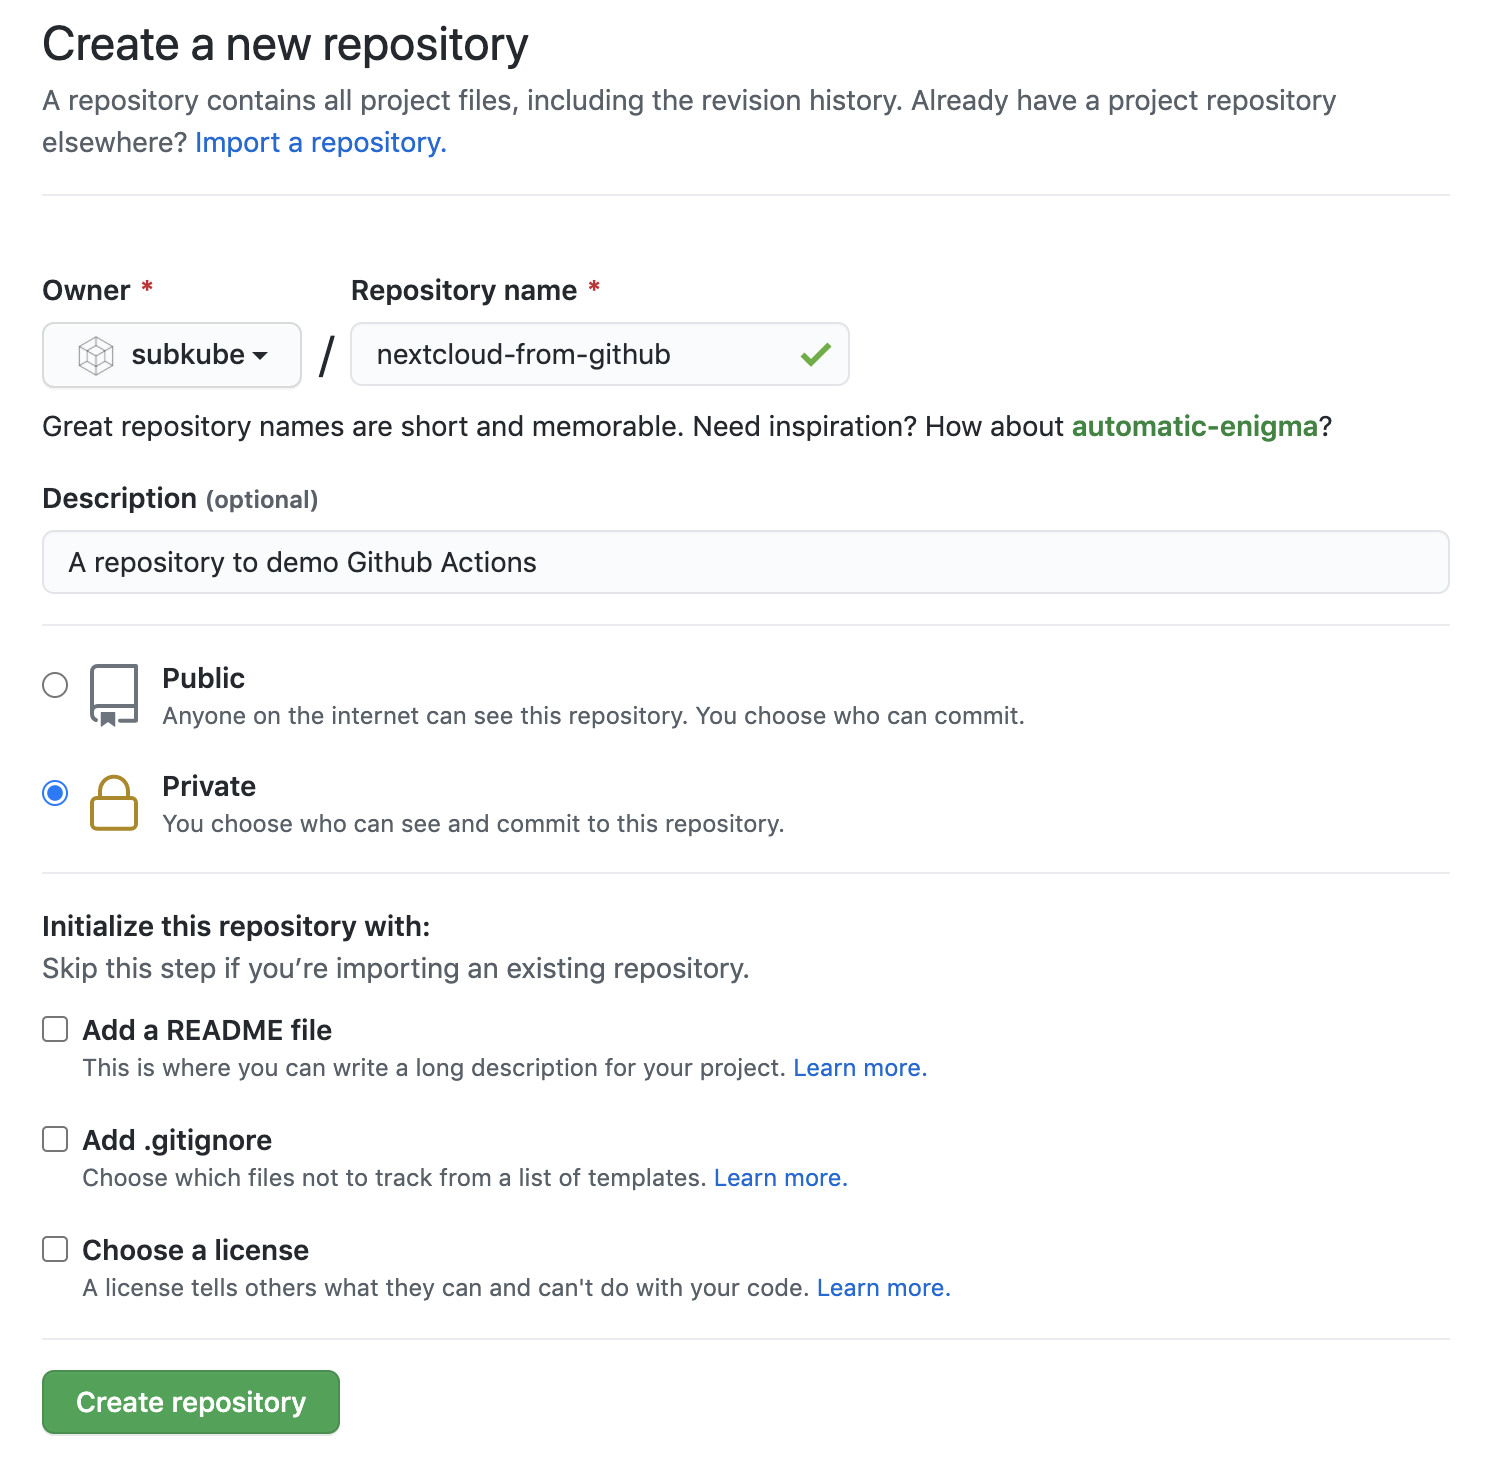 Create a new repository
A repository contains all project files, including the revision history. Already have a project repository
elsewhere? Import a repository.
Owner * Repository name *
subkube / nextcloud-from-github
Great repository names are short and memorable. Need inspiration? How about automatic-enigma?
Description (optional)
A repository to demo Github Actions
Public
Anyone on the internet can see this repository. You choose who can commit.
Private
You choose who can see and commit to this repository.
Initialize this repository with:
Skip this step if you’re importing an existing repository.
Add a README file
This is where you can write a long description for your project. Learn more.
Add .gitignore
Choose which files not to track from a list of templates. Learn more.
Choose a license
A license tells others what they can and can't do with your code. Learn more.
Create repository